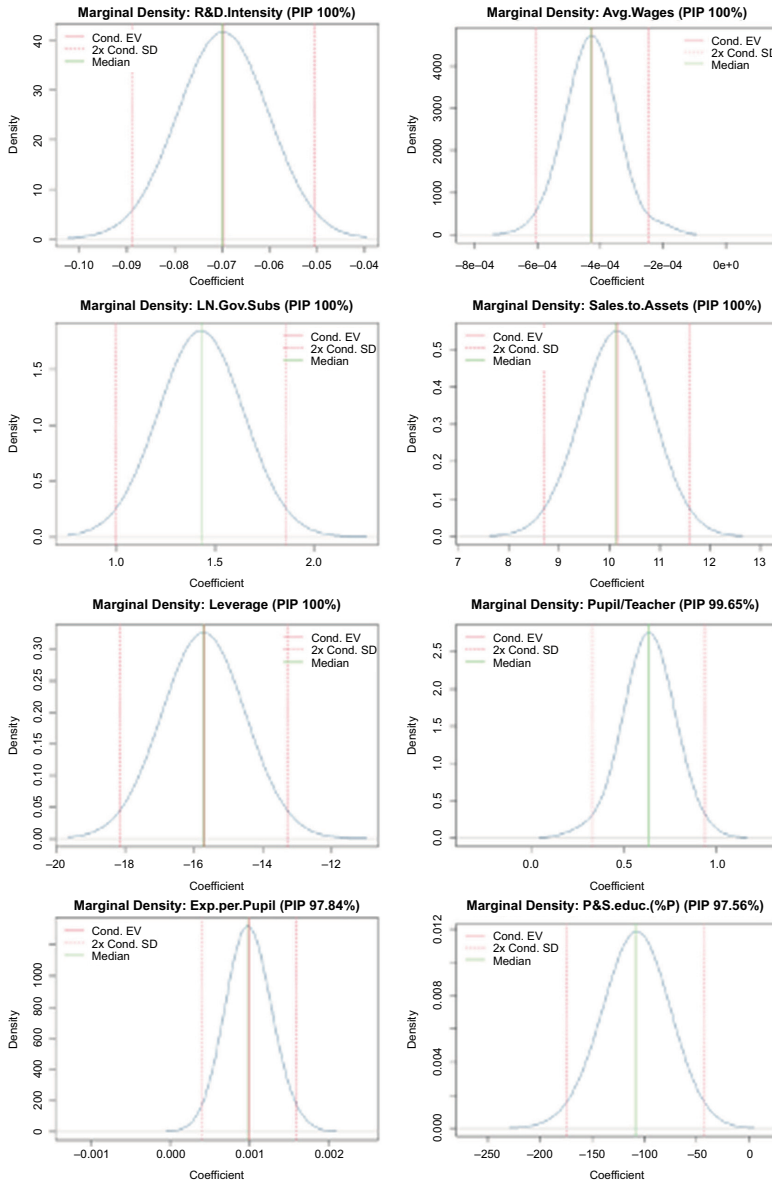 Marginal Density: R&D.Intensity (PIP 100%)
Cond. EV
2x Cond. SD
Median
Density
40
30
20
10
0
−0.10 −0.09 −0.08 −0.07 −0.06 −0.05 −0.04
Coefficient
Marginal Density: Avg.Wages (PIP 100%)
Cond. EV
2x Cond. SD
Median
Density
4000
3000
2000
1000
0
−8e−04 −6e−04 −4e−04 −2e−04 0e+0
Coefficient
Marginal Density: LN.Gov.Subs (PIP 100%)
Cond. EV
2x Cond. SD
Median
Density
1.5
1.0
0.5
0.0
1.0 1.5 2.0
Coefficient
Marginal Density: Sales.to.Assets (PIP 100%)
Cond. EV
2x Cond. SD
Median
Density
0.5
0.4
0.3
0.2
0.1
0.0
7 8 9 10 11 12 13
Coefficient
Marginal Density: Leverage (PIP 100%)
Cond. EV
2x Cond. SD
Median
Density
0.30
0.25
0.20
0.15
0.10
0.05
0.00
−20 −18 −16 −14 −12
Coefficient
Marginal Density: Pupil/Teacher (PIP 99.65%)
Cond. EV
2x Cond. SD
Median
Density
2.5
2.0
1.5
1.0
0.5
0.0
0.0 0.5 1.0
Coefficient
Marginal Density: Exp.per.Pupil (PIP 97.84%)
Cond. EV
2x Cond. SD
Median
Density
1000
800
600
400
200
0
−0.001 0.000 0.001 0.002
Coefficient
Marginal Density: P&S.educ.(%P) (PIP 97.56%)
Cond. EV
2x Cond. SD
Median
Density
0.012
0.008
0.004
0.000
−250 −200 −150 −100 −50 0
Coefficient